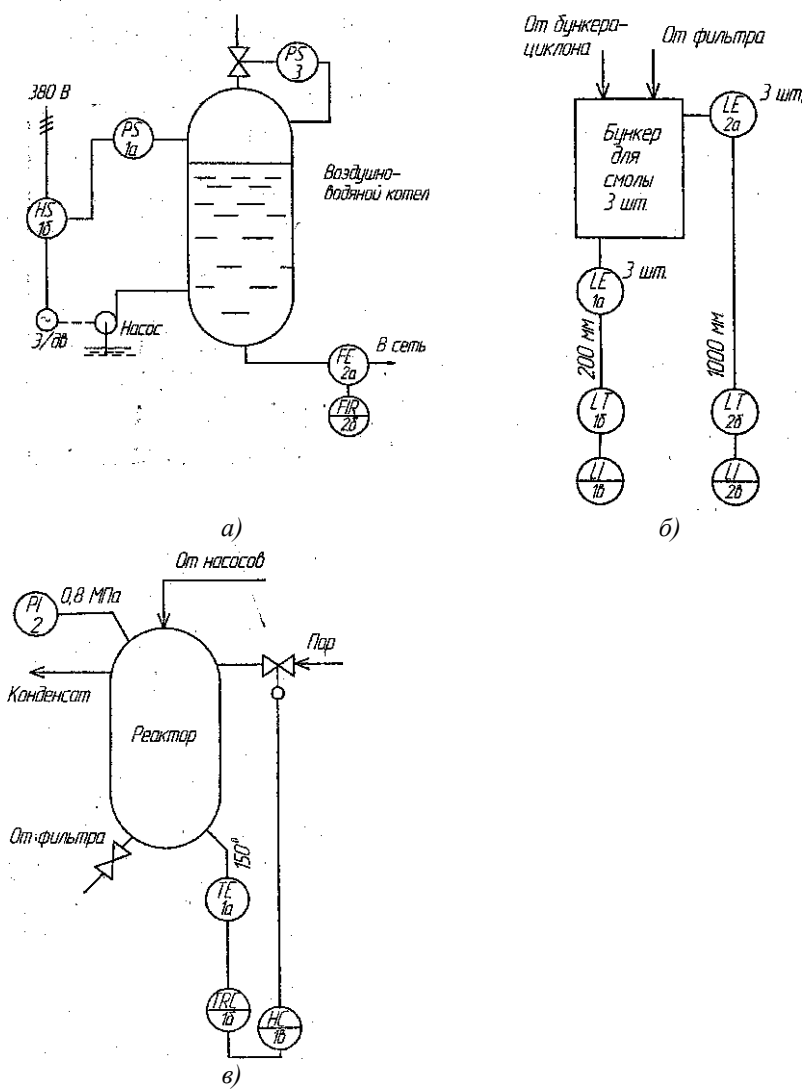 380 В
PS
3
PS
1а
HS
1б
Воздушно-
водяной котел
Э/дв
Насос
FE
2а
В сеть
FIR
2б
а)
От бункера-
циклона
От фильтра
3 шт.
LE
2а
Бункер
для
смолы
3 шт.
3 шт.
LE
1а
200 мм
1000 мм
LT
1б
LT
2б
LI
1в
LI
2в
б)
От насосов
PI
2
0,8 МПа
Пар
Конденсат
Реактор
От фильтра
150°
TE
1а
TRC
1б
HC
1в
в)